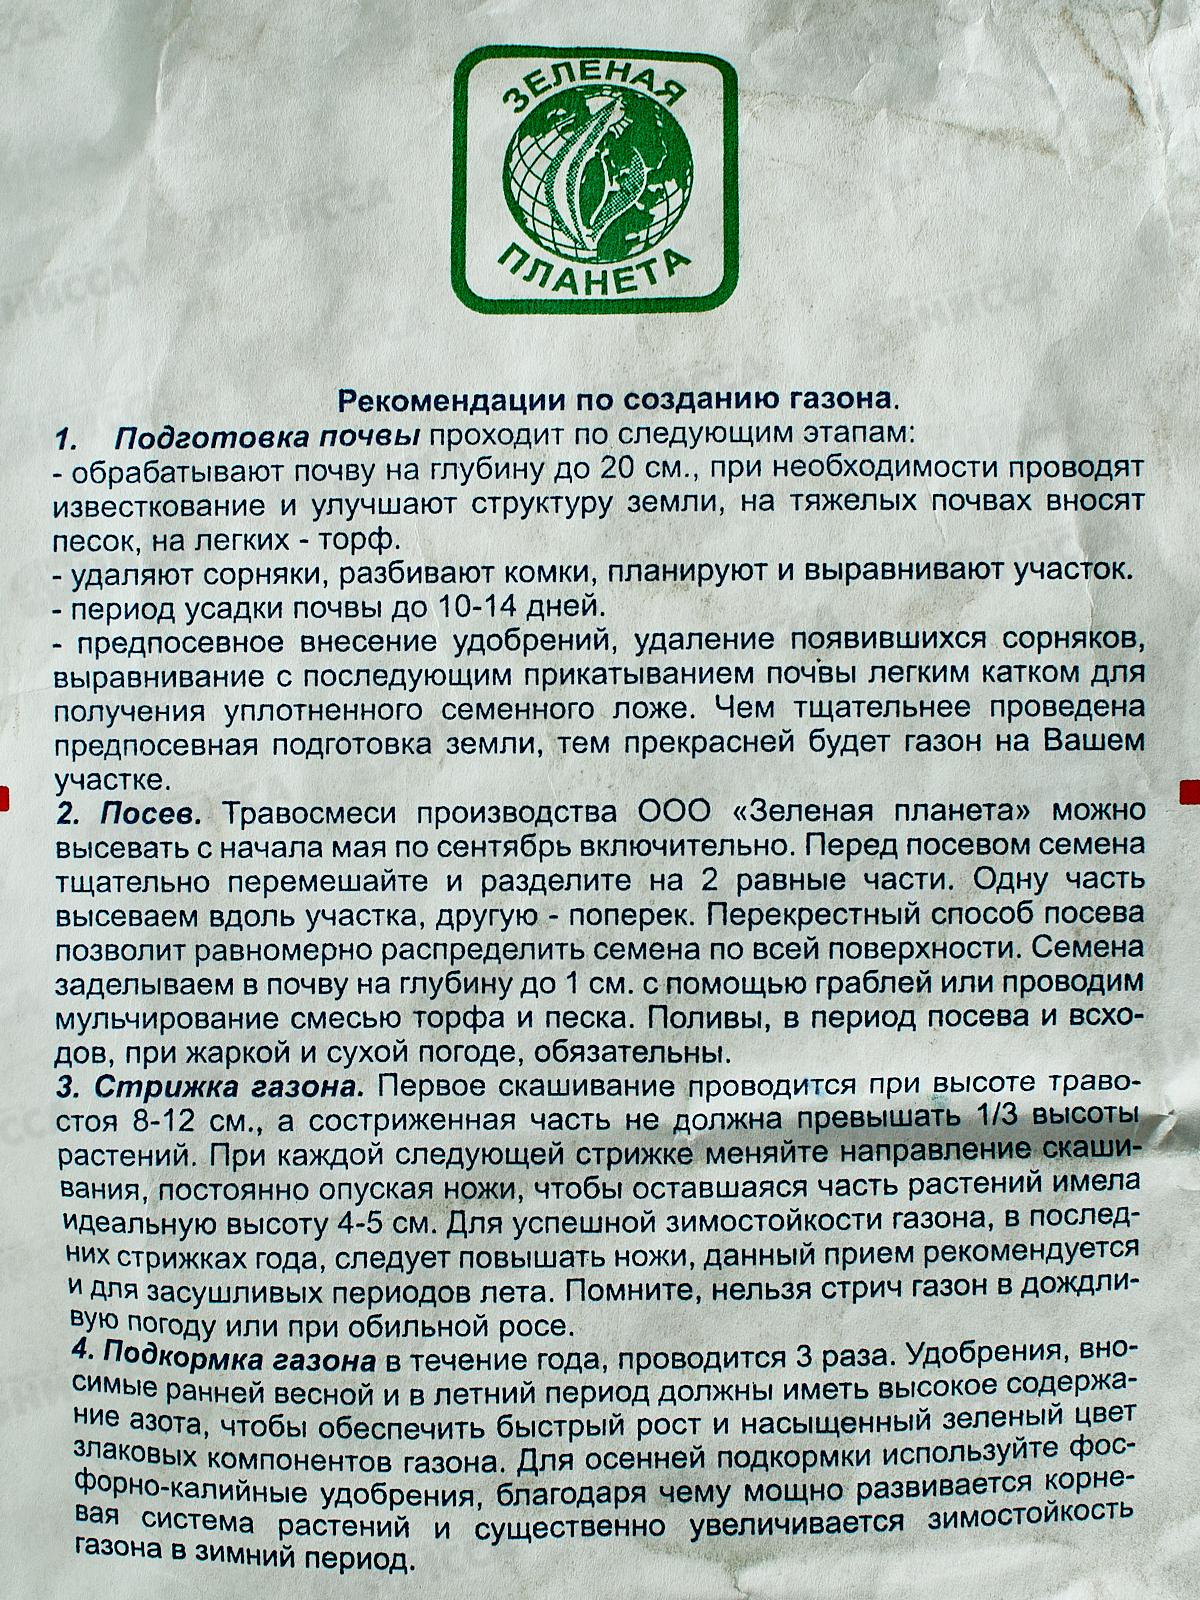 ЗЕЛЕНАЯ
ПЛАНЕТА
Рекомендации по созданию газона.
1. Подготовка почвы проходит по следующим этапам:
- обрабатывают почву на глубину до 20 см., при необходимости проводят
известкование и улучшают структуру земли, на тяжелых почвах вносят
песок, на легких - торф.
- удаляют сорняки, разбивают комки, планируют и выравнивают участок.
- период усадки почвы до 10-14 дней.
- предпосевное внесение удобрений, удаление появившихся сорняков,
выравнивание с последующим прикатыванием почвы легким катком для
получения уплотненного семенного ложе. Чем тщательнее проведена
предпосевная подготовка земли, тем прекрасней будет газон на Вашем
участке.
2. Посев. Травосмеси производства ООО «Зеленая планета» можно
высевать с начала мая по сентябрь включительно. Перед посевом семена
тщательно перемешайте и разделите на 2 равные части. Одну часть
высеваем вдоль участка, другую - поперек. Перекрестный способ посева
позволит равномерно распределить семена по всей поверхности. Семена
заделываем в почву на глубину до 1 см. с помощью граблей или проводим
мульчирование смесью торфа и песка. Поливы, в период посева и всхо-
дов, при жаркой и сухой погоде, обязательны.
3. Стрижка газона. Первое скашивание проводится при высоте траво-
стоя 8-12 см., а состриженная часть не должна превышать 1/3 высоты
растений. При каждой следующей стрижке меняйте направление скаши-
вания, постоянно опуская ножи, чтобы оставшаяся часть растений имела
идеальную высоту 4-5 см. Для успешной зимостойкости газона, в послед-
них стрижках года, следует повышать ножи, данный прием рекомендуется
и для засушливых периодов лета. Помните, нельзя стрич газон в дождли-
вую погоду или при обильной росе.
4. Подкормка газона в течение года, проводится 3 раза. Удобрения, вно-
симые ранней весной и в летний период должны иметь высокое содержа-
ние азота, чтобы обеспечить быстрый рост и насыщенный зеленый цвет
злаковых компонентов газона. Для осенней подкормки используйте фос-
форно-калийные удобрения, благодаря чему мощно развивается корне-
вая система растений и существенно увеличивается зимостойкость
газона в зимний период.